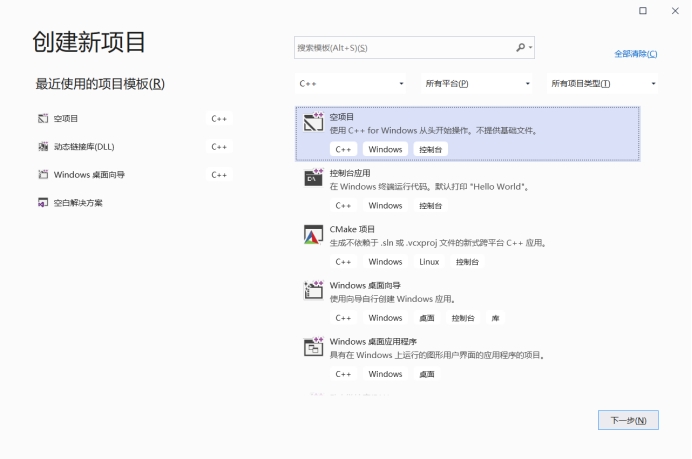 创建新项目
最近使用的项目模板(R)
空项目 C++
动态链接库(DLL) C++
Windows 桌面向导 C++
空白解决方案
搜索模板(Alt+S)(S)
全部清除(C)
C++ 所有平台(P) 所有项目类型(T)
空项目
使用 C++ for Windows 从头开始操作。不提供基础文件。
C++ Windows 控制台
控制台应用
在 Windows 终端运行代码。默认打印 "Hello World"。
C++ Windows 控制台
CMake 项目
生成不依赖于 .sln 或 .vcxproj 文件的新式跨平台 C++ 应用。
C++ Windows Linux 控制台
Windows 桌面向导
使用向导自行创建 Windows 应用。
C++ Windows 桌面 控制台 库
Windows 桌面应用程序
具有在 Windows 上运行的图形用户界面的应用程序的项目。
C++ Windows 桌面
下一步(N)